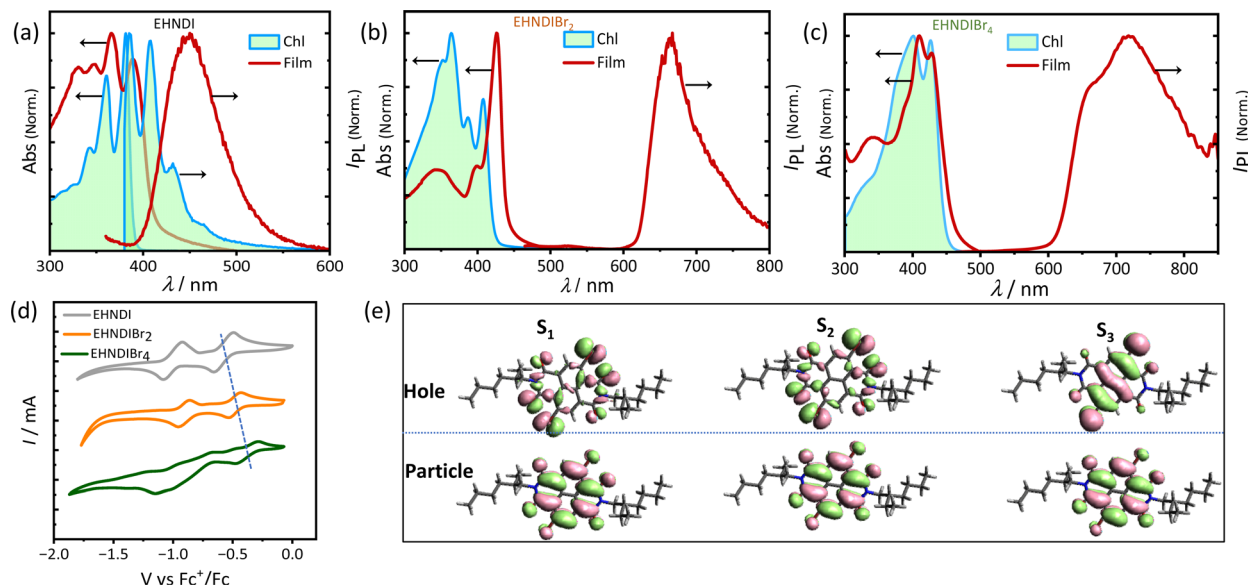 (a)
EHNDI
Chl
Film
Abs (Norm.)
I PL (Norm.)
300 400 500 600
λ / nm
(b)
EHNDIBr2
Chl
Film
Abs (Norm.)
I PL (Norm.)
300 400 500 600 700 800
λ / nm
(c)
EHNDIBr4
Chl
Film
Abs (Norm.)
I PL (Norm.)
300 400 500 600 700 800
λ / nm
(d)
EHNDI
EHNDIBr2
EHNDIBr4
I / mA
−2.0 −1.5 −1.0 −0.5 0.0
V vs Fc+/Fc
(e)
S1 S2 S3
Hole
Particle